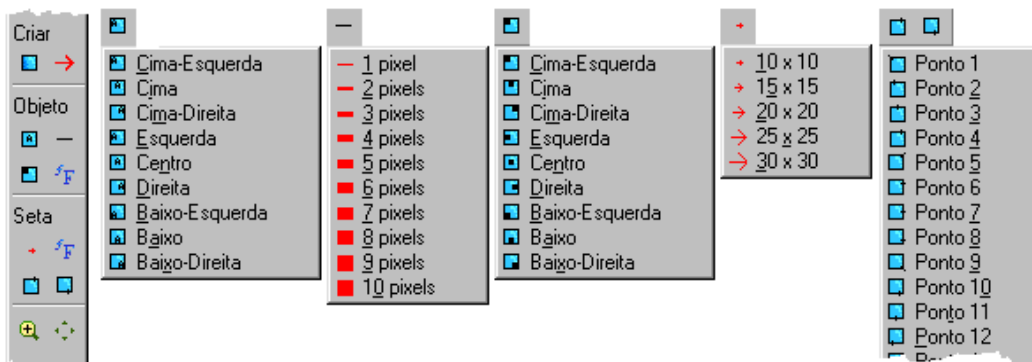 Criar
Objeto
Seta
Cima-Esquerda
Cima
Cima-Direita
Esquerda
Centro
Direita
Baixo-Esquerda
Baixo
Baixo-Direita
1 pixel
2 pixels
3 pixels
4 pixels
5 pixels
6 pixels
7 pixels
8 pixels
9 pixels
10 pixels
Cima-Esquerda
Cima
Cima-Direita
Esquerda
Centro
Direita
Baixo-Esquerda
Baixo
Baixo-Direita
10 x 10
15 x 15
20 x 20
25 x 25
30 x 30
Ponto 1
Ponto 2
Ponto 3
Ponto 4
Ponto 5
Ponto 6
Ponto 7
Ponto 8
Ponto 9
Ponto 10
Ponto 11
Ponto 12